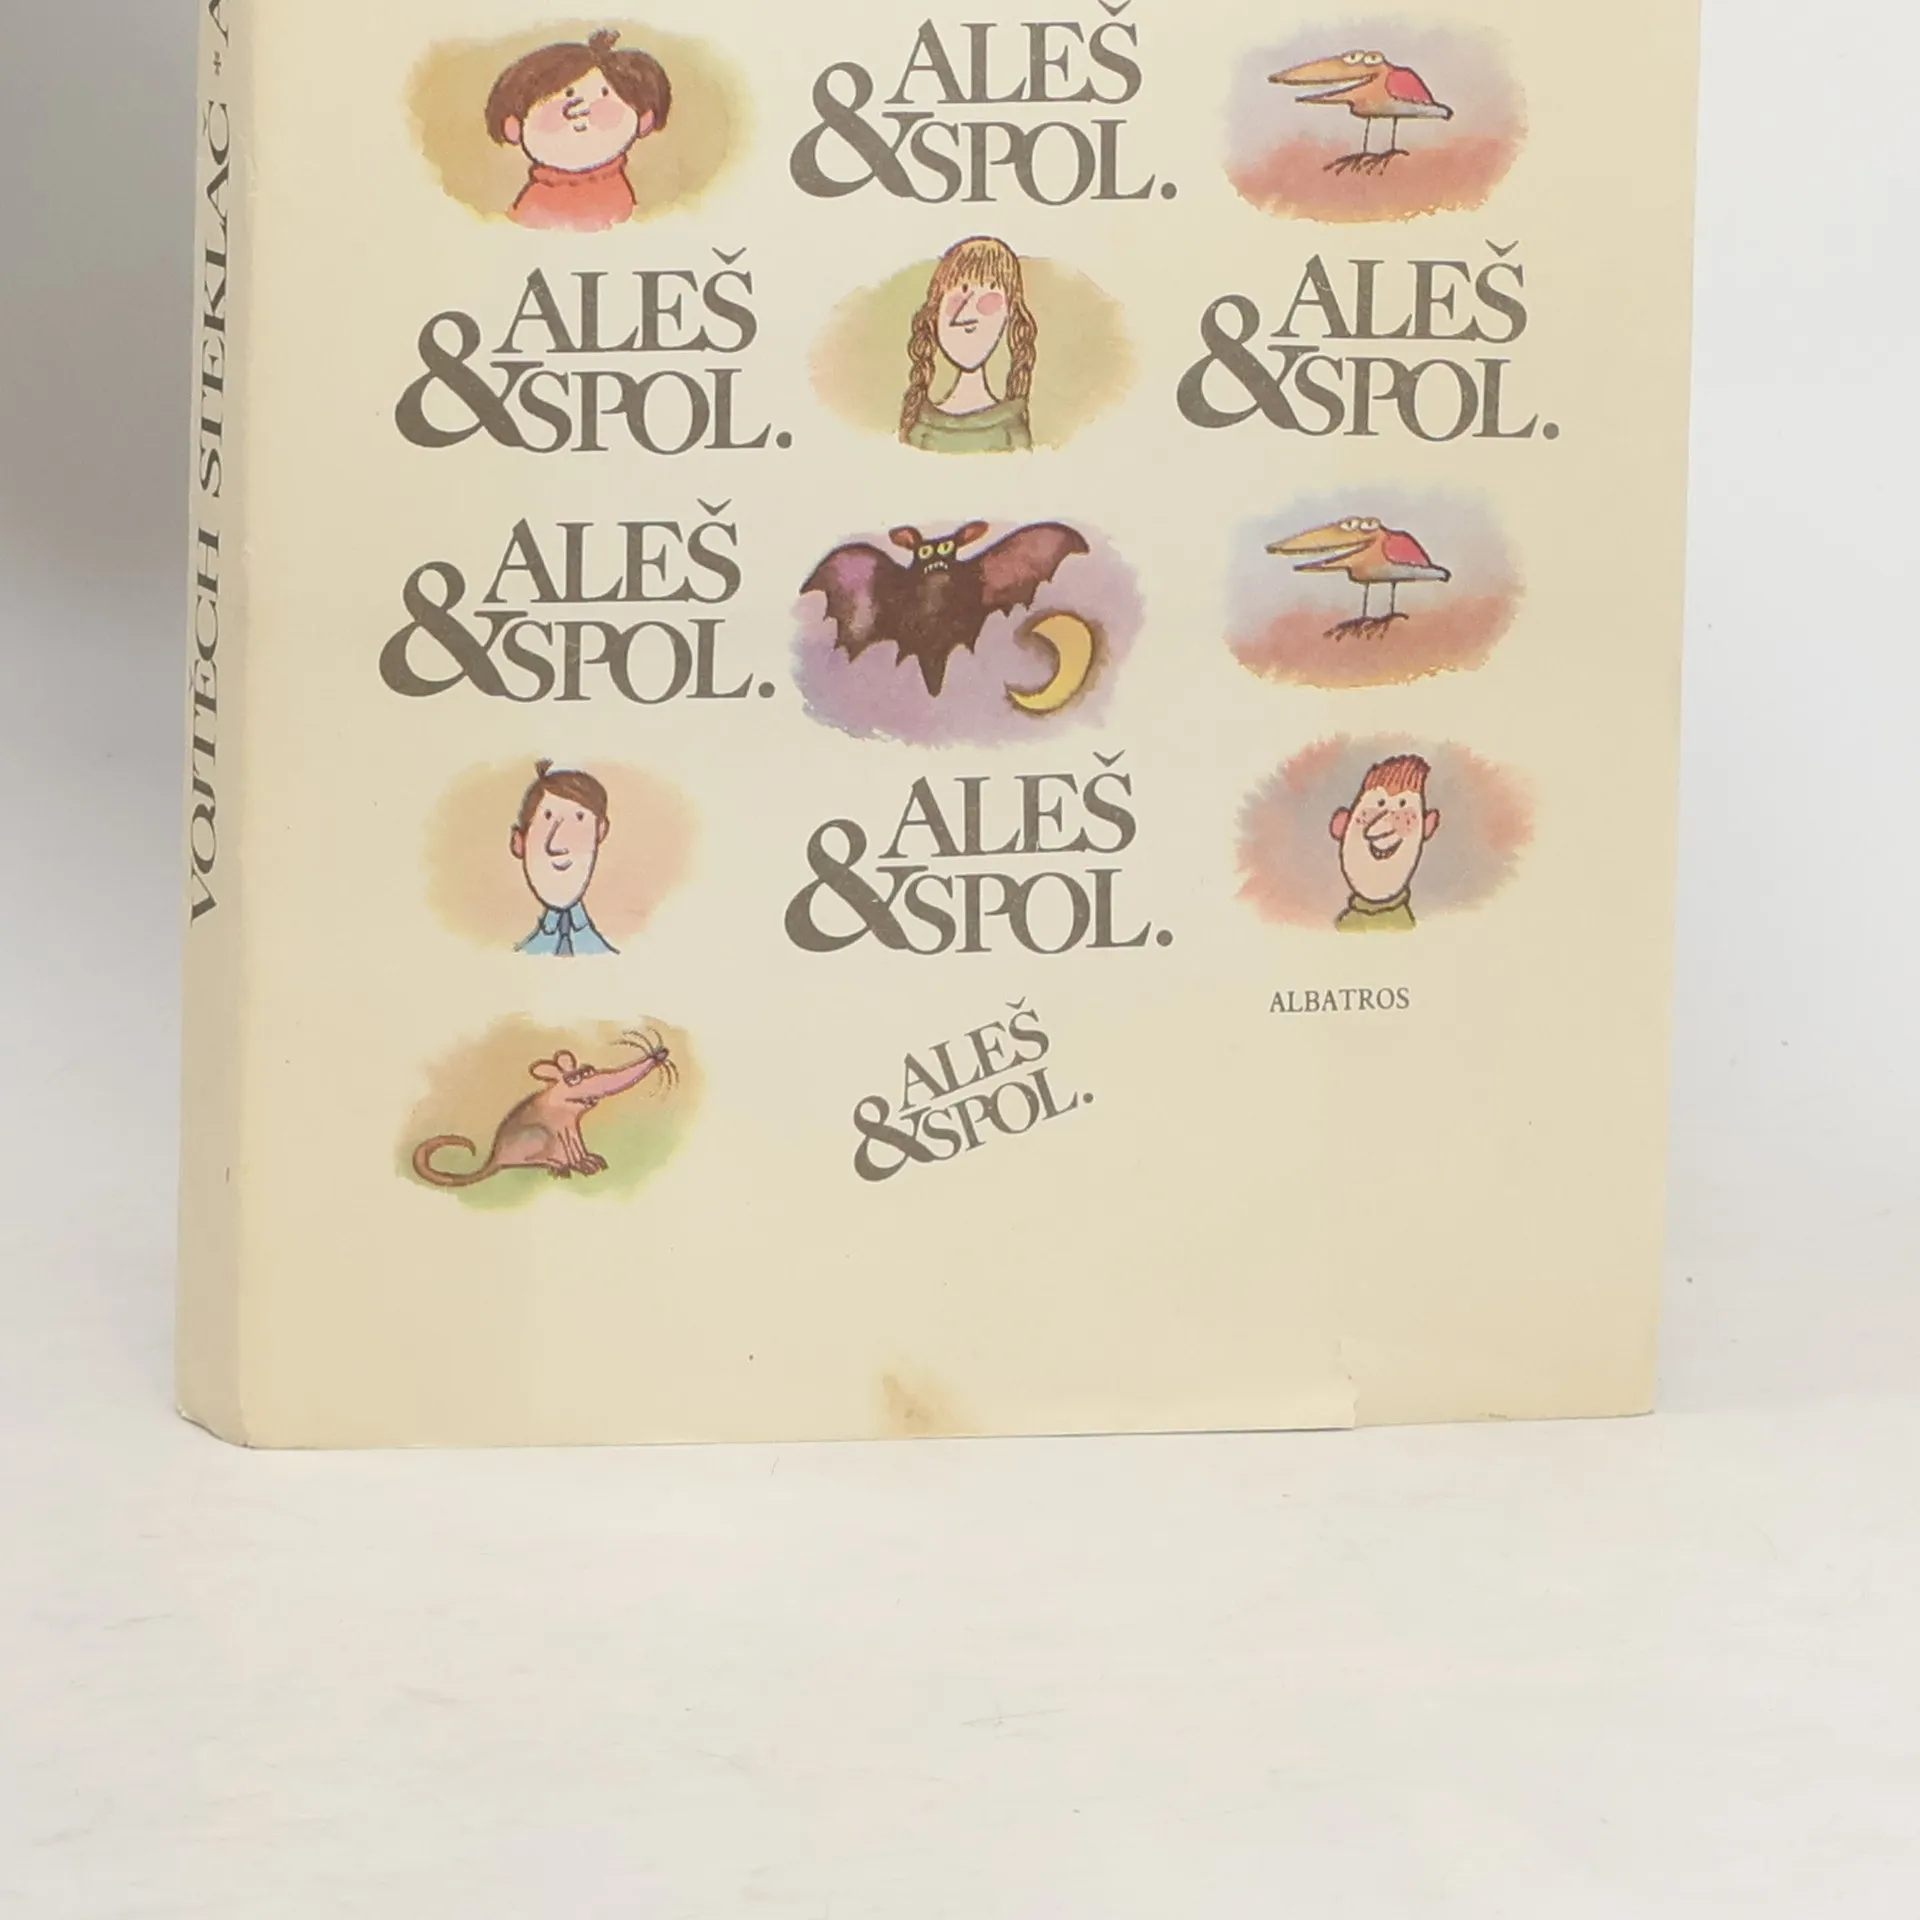 VOJTĚCH STEKLAČ * A
ALEŠ
& SPOL.
ALEŠ
& SPOL.
ALEŠ
& SPOL.
ALEŠ
& SPOL.
ALEŠ
& SPOL.
ALBATROS
ALEŠ
& SPOL.